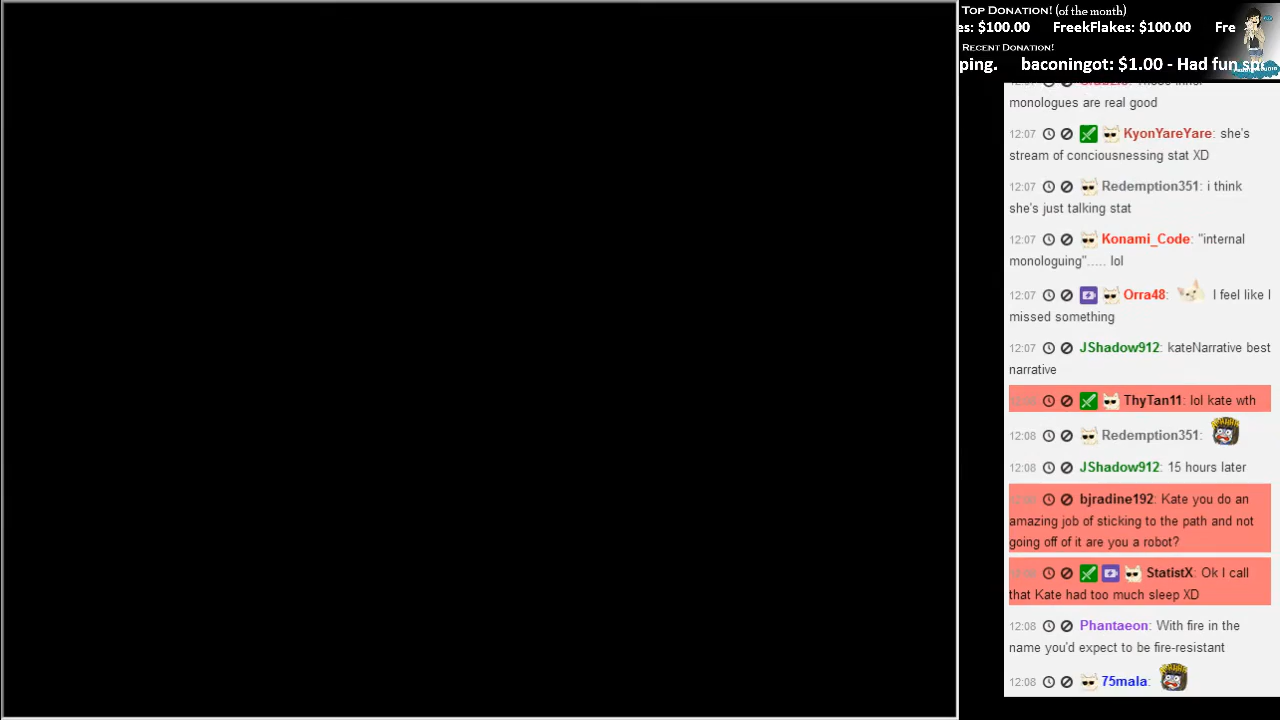 TOP DONATION! (of the month)
es: $100.00 FreekFlakes: $100.00 Fre
RECENT DONATION!
ping. baconingot: $1.00 - Had fun sp
monologues are real good
12:07 KyonYareYare: she's
stream of conciousnessing stat XD
12:07 Redemption351: i think
she's just talking stat
12:07 Konami_Code: "internal
monologuing"..... lol
12:07 Orra48: I feel like I
missed something
12:07 JShadow912: kateNarrative best
narrative
ThyTan11: lol kate wth
12:08 Redemption351:
12:08 JShadow912: 15 hours later
bjradine192: Kate you do an
amazing job of sticking to the path and not
going off of it are you a robot?
StatistX: Ok I call
that Kate had too much sleep XD
12:08 Phantaeon: With fire in the
name you'd expect to be fire-resistant
12:08 75mala: